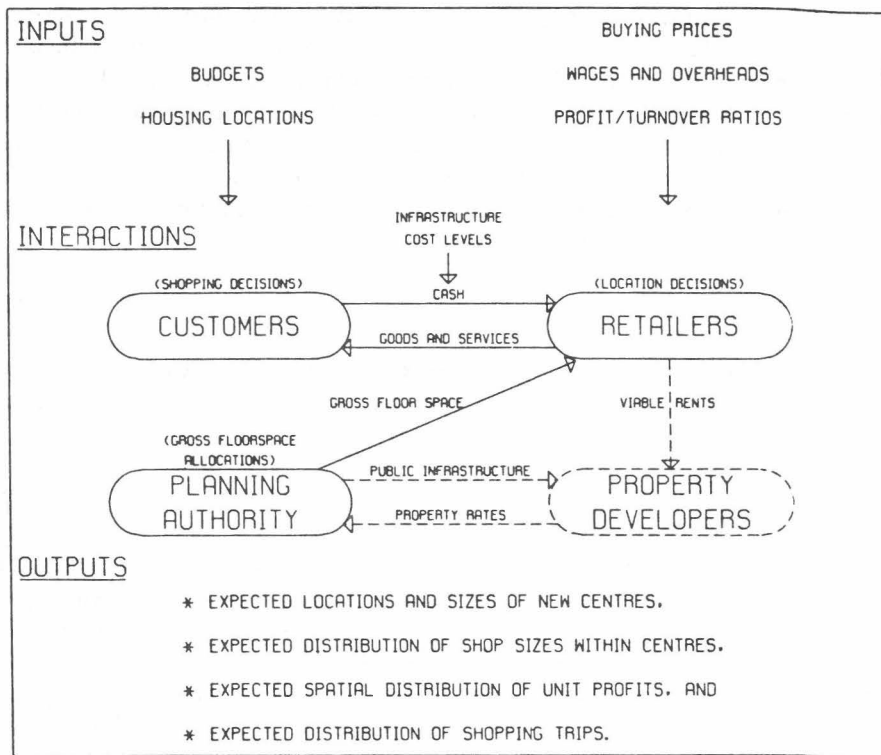 INPUTS
BUYING PRICES
BUDGETS
WAGES AND OVERHEADS
HOUSING LOCATIONS
PROFIT/TURNOVER RATIOS
INTERACTIONS
INFRASTRUCTURE
COST LEVELS
(SHOPPING DECISIONS)
CASH
(LOCATION DECISIONS)
CUSTOMERS
RETAILERS
GOODS AND SERVICES
GROSS FLOOR SPACE
VIABLE RENTS
(GROSS FLOORSPACE
ALLOCATIONS)
PLANNING
AUTHORITY
PUBLIC INFRASTRUCTURE
PROPERTY RATES
PROPERTY
DEVELOPERS
OUTPUTS
* EXPECTED LOCATIONS AND SIZES OF NEW CENTRES.
* EXPECTED DISTRIBUTION OF SHOP SIZES WITHIN CENTRES.
* EXPECTED SPATIAL DISTRIBUTION OF UNIT PROFITS. AND
* EXPECTED DISTRIBUTION OF SHOPPING TRIPS.